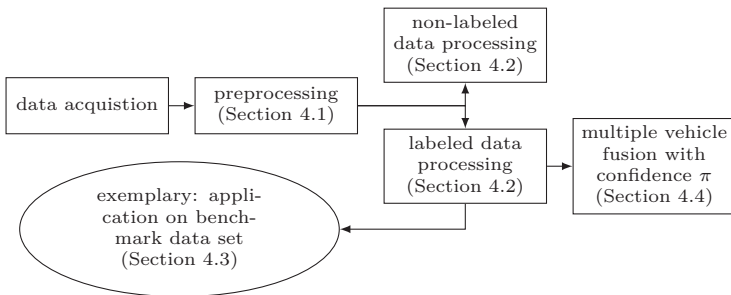 non-labeled
data processing
(Section 4.2)
data acquistion
preprocessing
(Section 4.1)
labeled data
processing
(Section 4.2)
multiple vehicle
fusion with
confidence π
(Section 4.4)
exemplary: appli-
cation on bench-
mark data set
(Section 4.3)